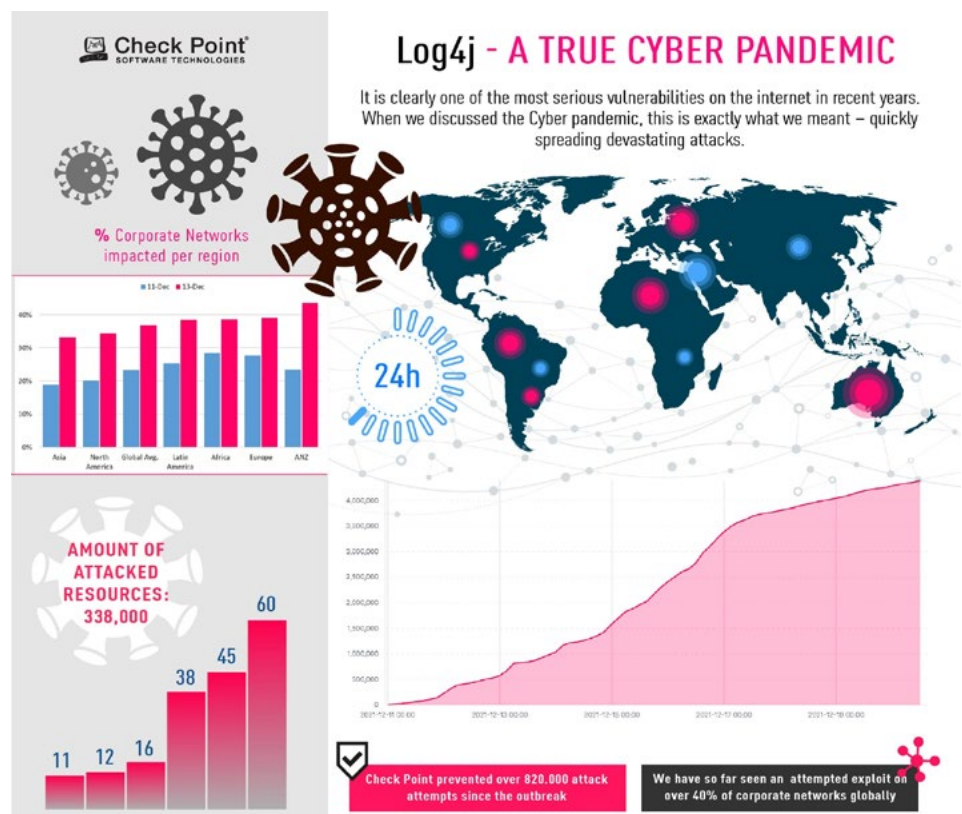 Check Point
SOFTWARE TECHNOLOGIES
Log4j - A TRUE CYBER PANDEMIC
It is clearly one of the most serious vulnerabilities on the internet in recent years.
When we discussed the Cyber pandemic, this is exactly what we meant – quickly
spreading devastating attacks.
% Corporate Networks
impacted per region
11-Dec 13-Dec
40%
30%
20%
10%
0%
Asia North America Global Avg. Latin America Africa Europe ANZ
24h
AMOUNT OF
ATTACKED
RESOURCES:
338,000
11
12
16
38
45
60
4,000,000
3,500,000
3,000,000
2,500,000
2,000,000
1,500,000
1,000,000
500,000
0
Check Point prevented over 820.000 attack
attempts since the outbreak
We have so far seen an attempted exploit on
over 40% of corporate networks globally